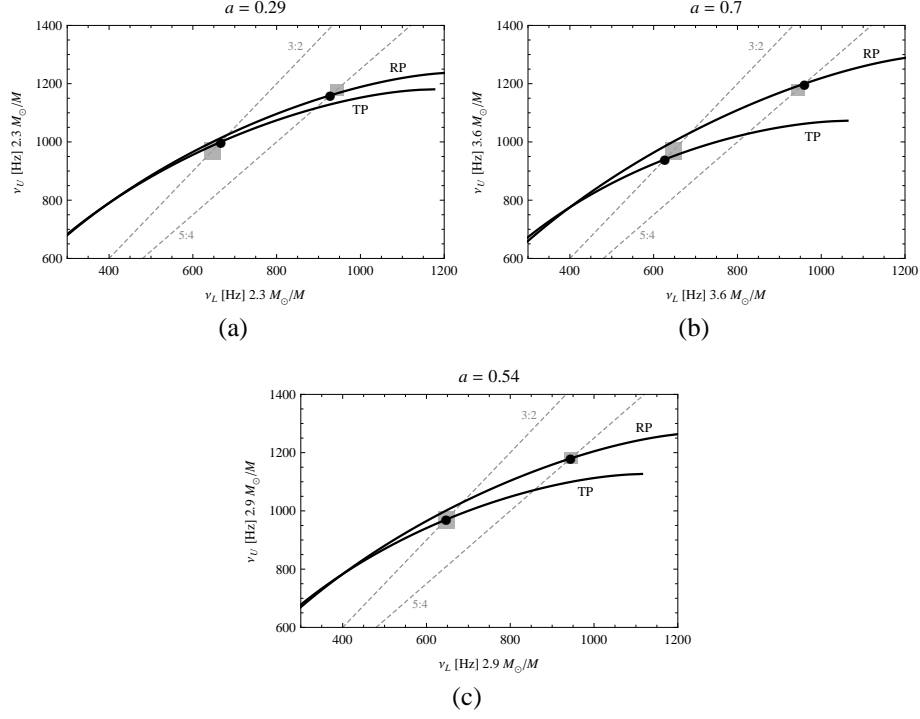 a = 0.29
1400
1200
1000
800
600
400 600 800 1000 1200
ν_U [Hz] 2.3 M_⊙/M
ν_L [Hz] 2.3 M_⊙/M
3:2
RP
TP
5:4
(a)
a = 0.7
1400
1200
1000
800
600
400 600 800 1000 1200
ν_U [Hz] 3.6 M_⊙/M
ν_L [Hz] 3.6 M_⊙/M
3:2
RP
TP
5:4
(b)
a = 0.54
1400
1200
1000
800
600
400 600 800 1000 1200
ν_U [Hz] 2.9 M_⊙/M
ν_L [Hz] 2.9 M_⊙/M
3:2
RP
TP
5:4
(c)